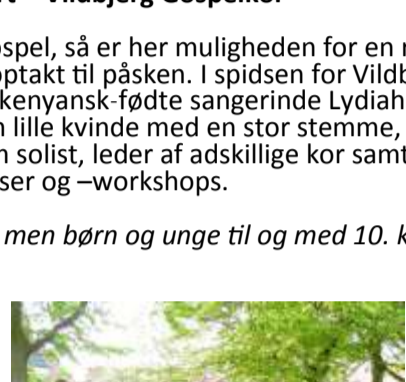 Vildbjerg Gospelkor
ospel, så er her muligheden for en
optakt til påsken. I spidsen for Vildb
kenyansk-fødte sangerinde Lydiah
lille kvinde med en stor stemme,
solist, leder af adskillige kor samt
ser og –workshops.
men børn og unge til og med 10. k